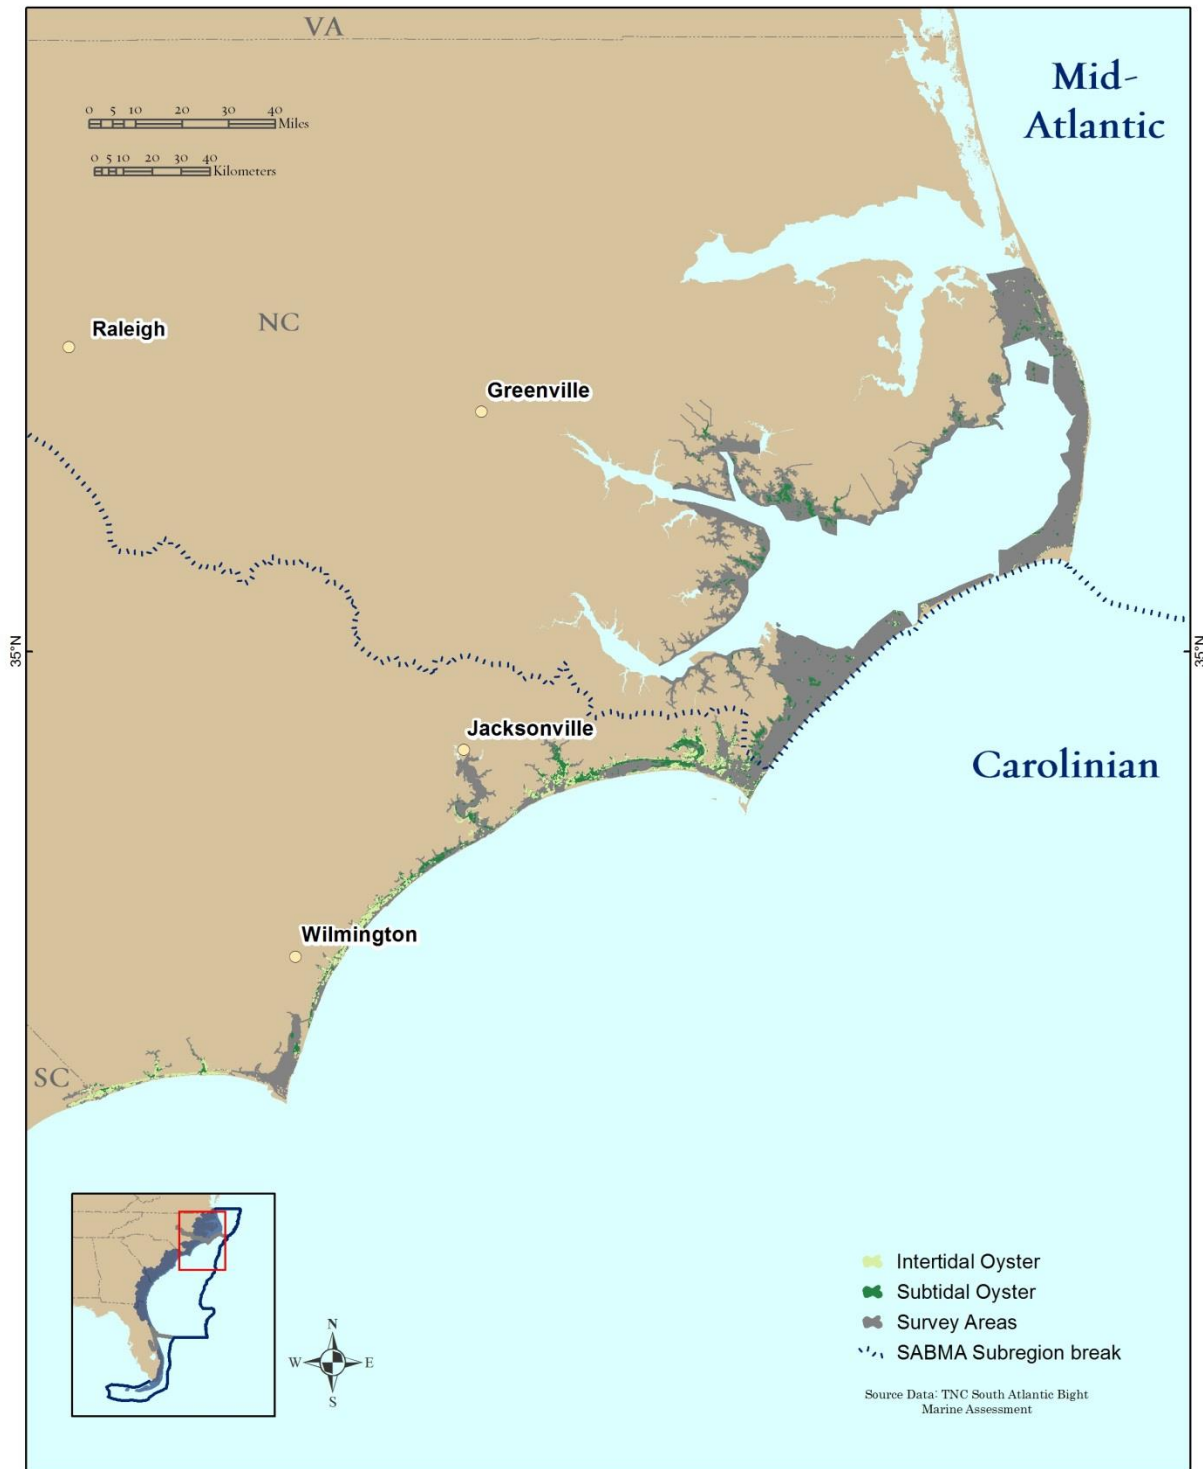 VA
Mid-
Atlantic
0 5 10 20 30 40
Miles
0 5 10 20 30 40
Kilometers
NC
Raleigh
Greenville
35°N
35°N
Jacksonville
Carolinian
Wilmington
SC
Intertidal Oyster
Subtidal Oyster
Survey Areas
SABMA Subregion break
N
W E
S
Source Data: TNC South Atlantic Bight
Marine Assessment